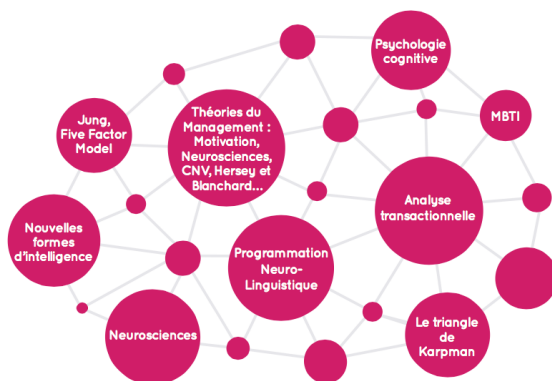 Psychologie
cognitive
Théories du
Management :
Motivation,
Neurosciences,
CNV, Hersey et
Blanchard...
MBTI
Jung,
Five Factor
Model
Analyse
transactionnelle
Nouvelles
formes
d'intelligence
Programmation
Neuro-
Linguistique
Neurosciences
Le triangle
de
Karpman